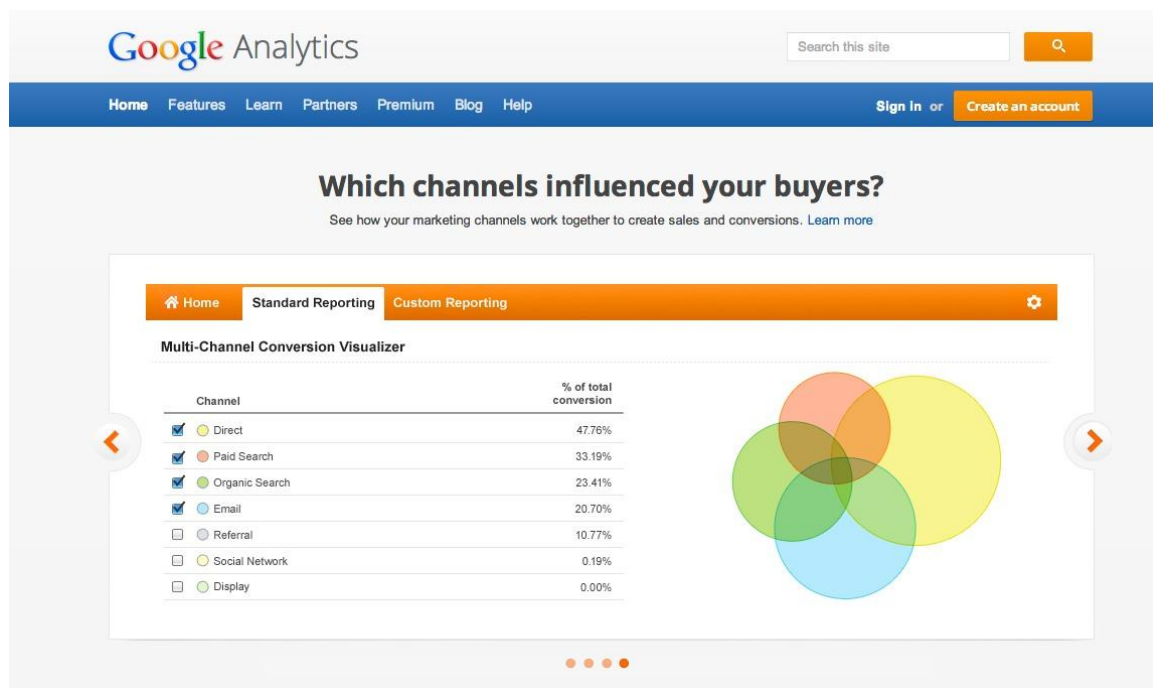 Google Analytics
Search this site
Home Features Learn Partners Premium Blog Help
Sign in or Create an account
Which channels influenced your buyers?
See how your marketing channels work together to create sales and conversions. Learn more
Home Standard Reporting Custom Reporting
Multi-Channel Conversion Visualizer
Channel % of total conversion
Direct 47.76%
Paid Search 33.19%
Organic Search 23.41%
Email 20.70%
Referral 10.77%
Social Network 0.19%
Display 0.00%